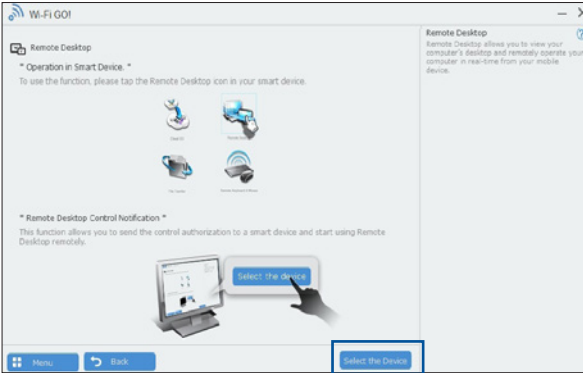 Wi-Fi GO!
Remote Desktop
* Operation in Smart Device. *
To use the function, please tap the Remote Desktop icon in your smart device.
* Remote Desktop Control Notification *
This function allows you to send the control authorization to a smart device and start using Remote
Desktop remotely.
Select the device
Menu
Back
Select the Device
Remote Desktop
Remote Desktop allows you to view your
computer's desktop and remotely operate your
computer in real-time from your mobile
device.